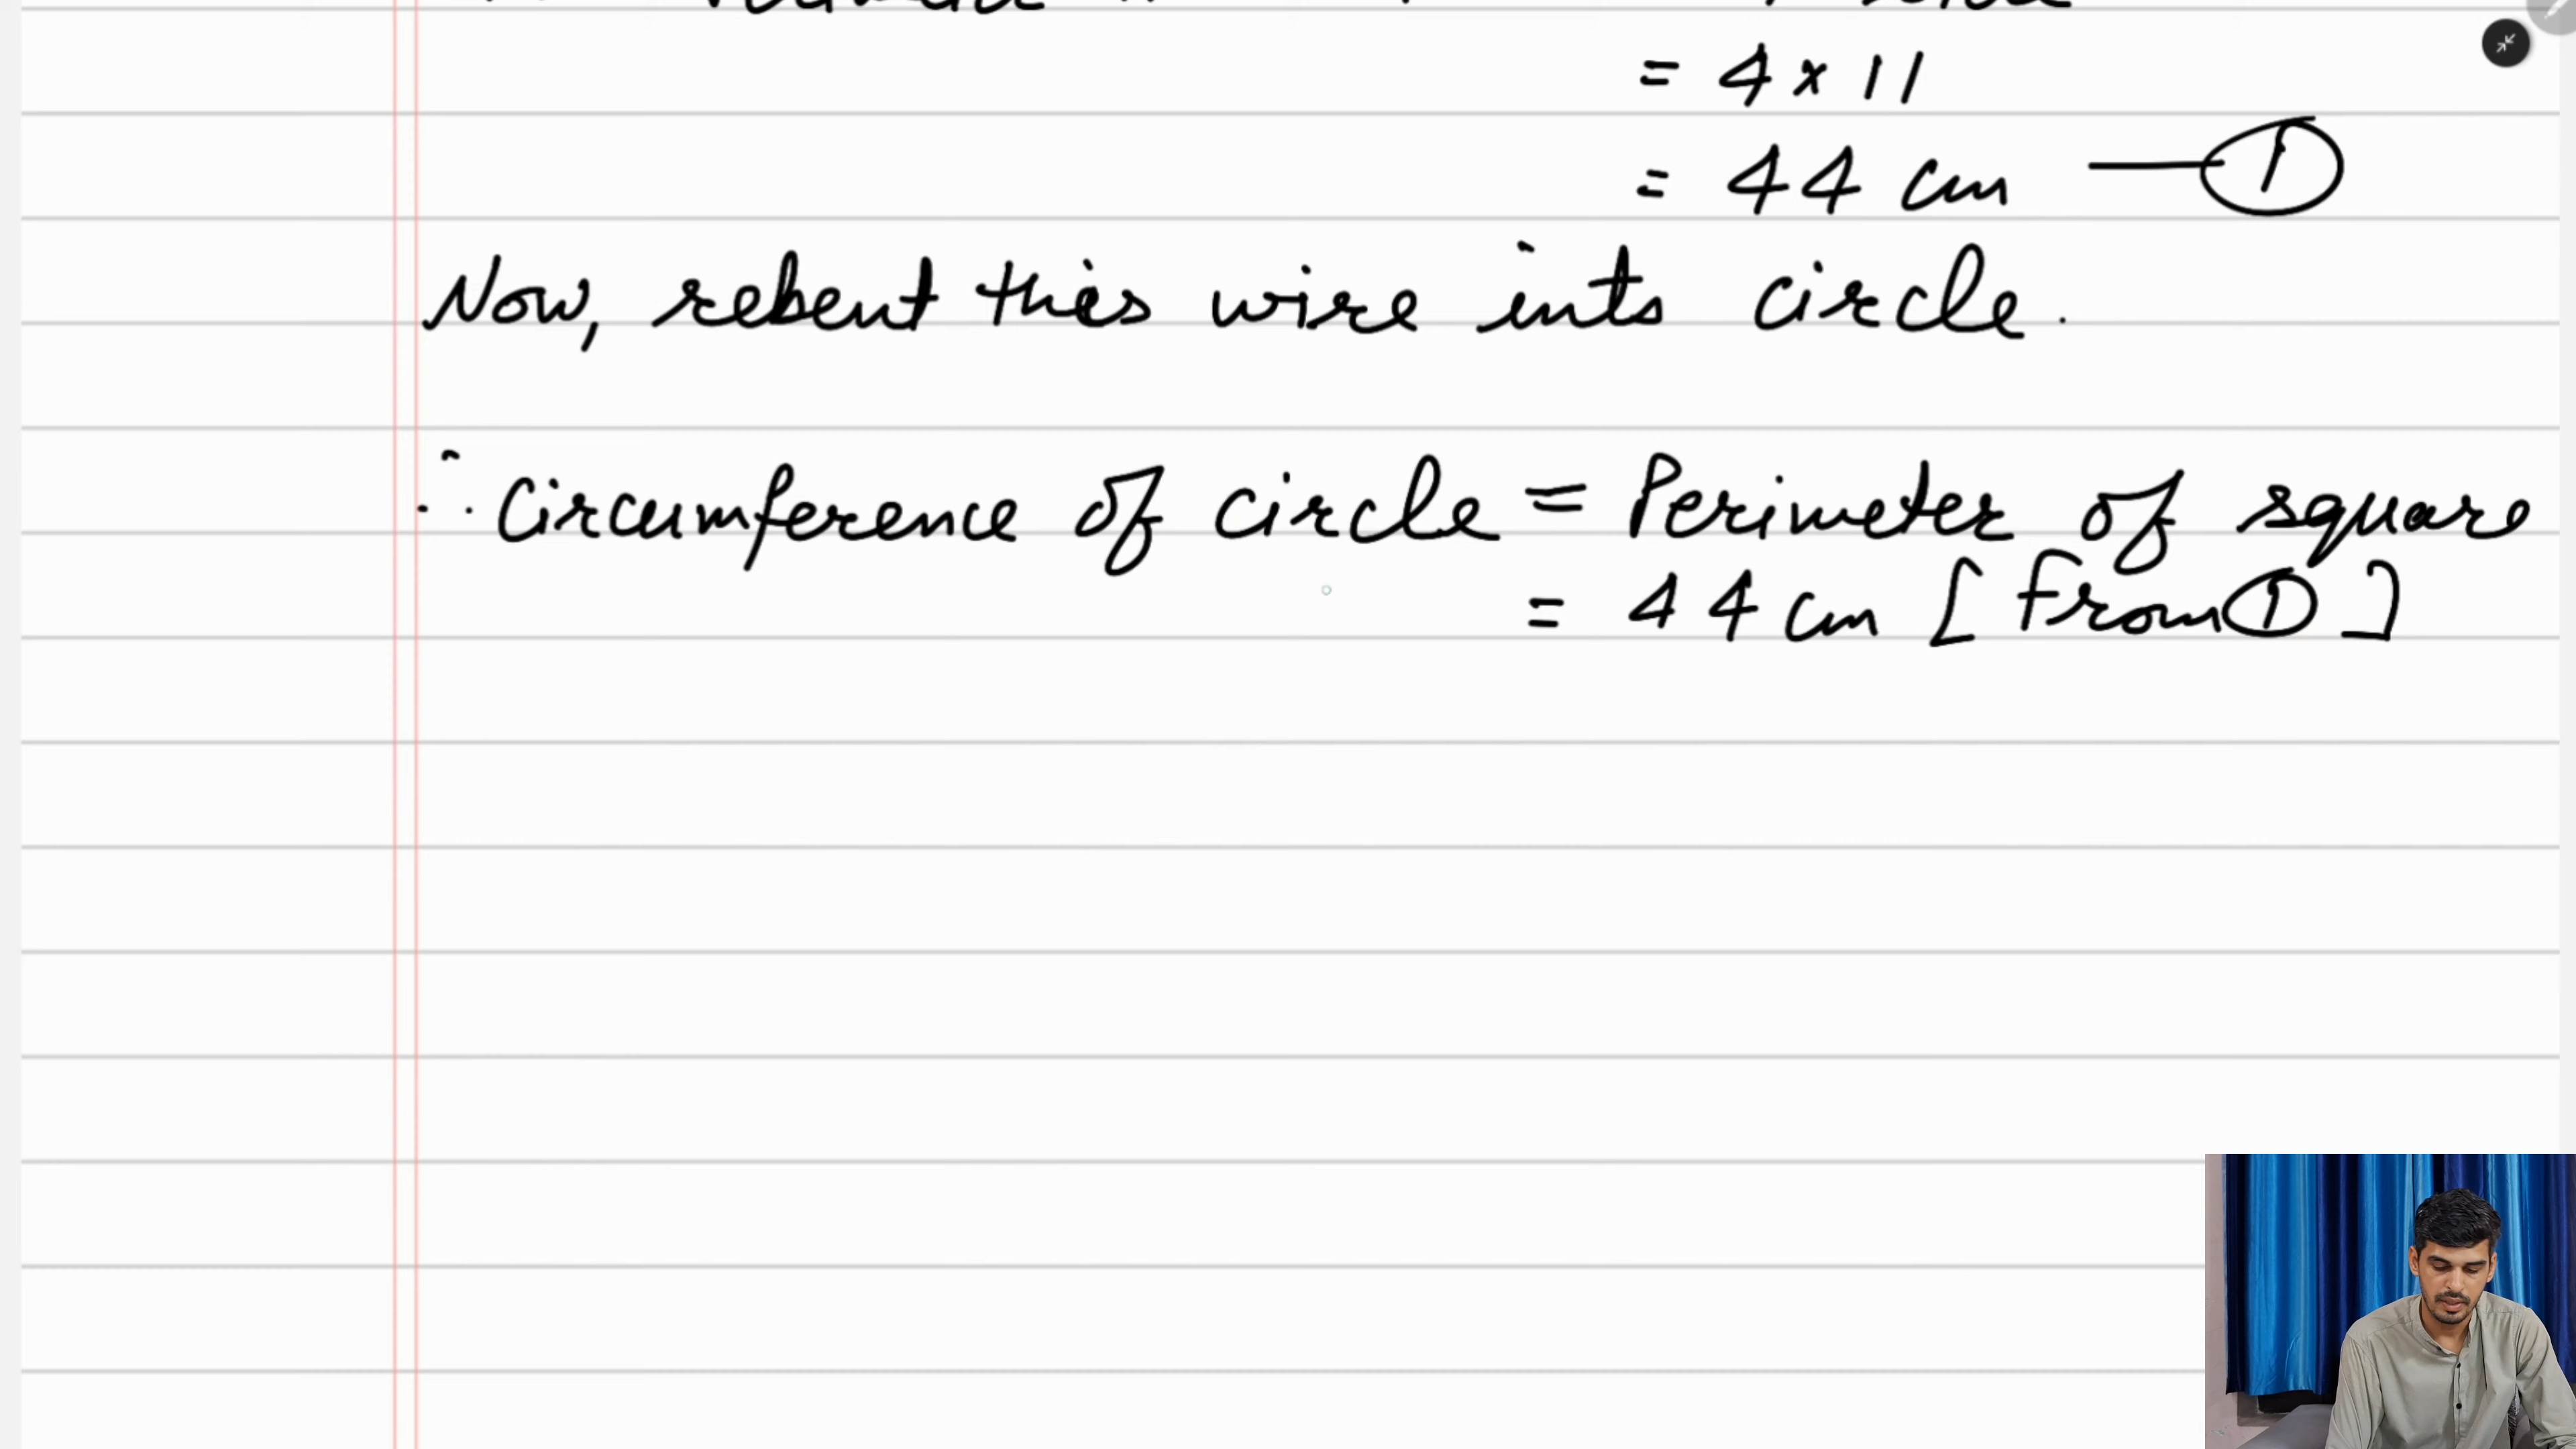 = 4 × 11
= 44 cm —— ①
Now, rebent this wire into circle.
∴ Circumference of circle = Perimeter of square
= 44 cm [From ①]